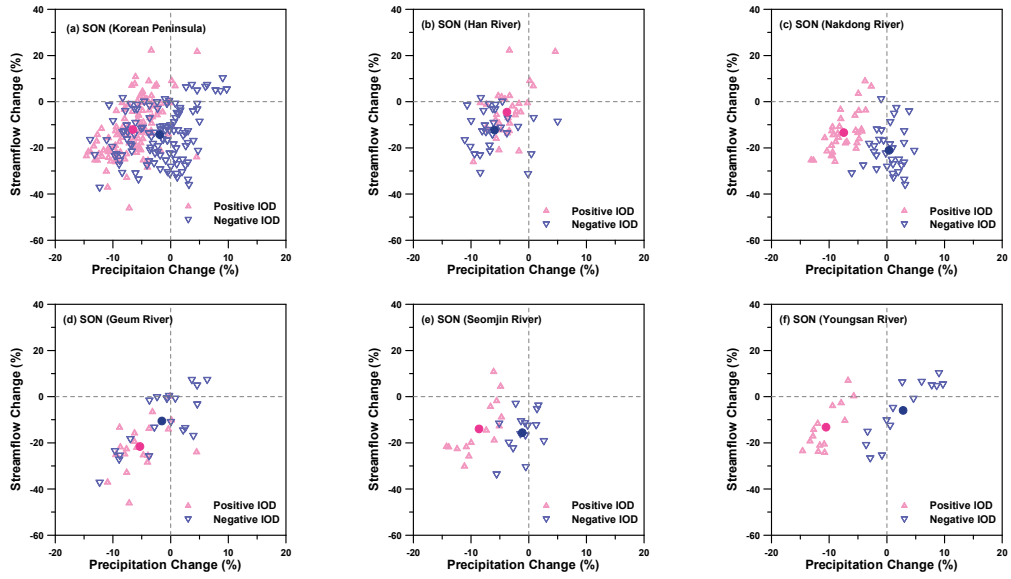 (a) SON (Korean Peninsula)
40
20
0
-20
-40
-60
Streamflow Change (%)
Positive IOD
Negative IOD
-20
-10
0
10
20
Precipitation Change (%)
(b) SON (Han River)
40
20
0
-20
-40
-60
Streamflow Change (%)
Positive IOD
Negative IOD
-20
-10
0
10
20
Precipitation Change (%)
(c) SON (Nakdong River)
40
20
0
-20
-40
-60
Streamflow Change (%)
Positive IOD
Negative IOD
-20
-10
0
10
20
Precipitation Change (%)
(d) SON (Geum River)
40
20
0
-20
-40
-60
Streamflow Change (%)
Positive IOD
Negative IOD
-20
-10
0
10
20
Precipitation Change (%)
(e) SON (Seomjin River)
40
20
0
-20
-40
-60
Streamflow Change (%)
Positive IOD
Negative IOD
-20
-10
0
10
20
Precipitation Change (%)
(f) SON (Youngsan River)
40
20
0
-20
-40
-60
Streamflow Change (%)
Positive IOD
Negative IOD
-20
-10
0
10
20
Precipitation Change (%)